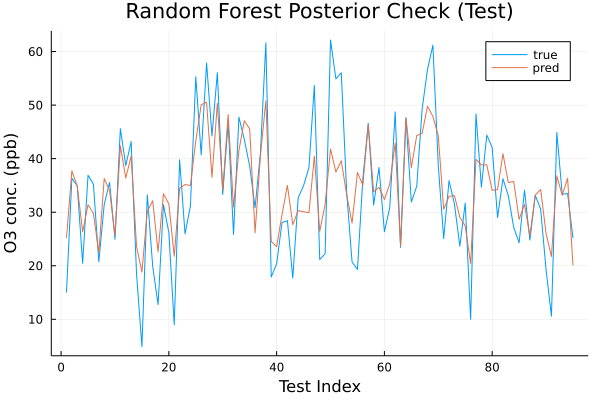 Random Forest Posterior Check (Test)
true
pred
O3 conc. (ppb)
60
50
40
30
20
10
0
20
40
60
80
Test Index